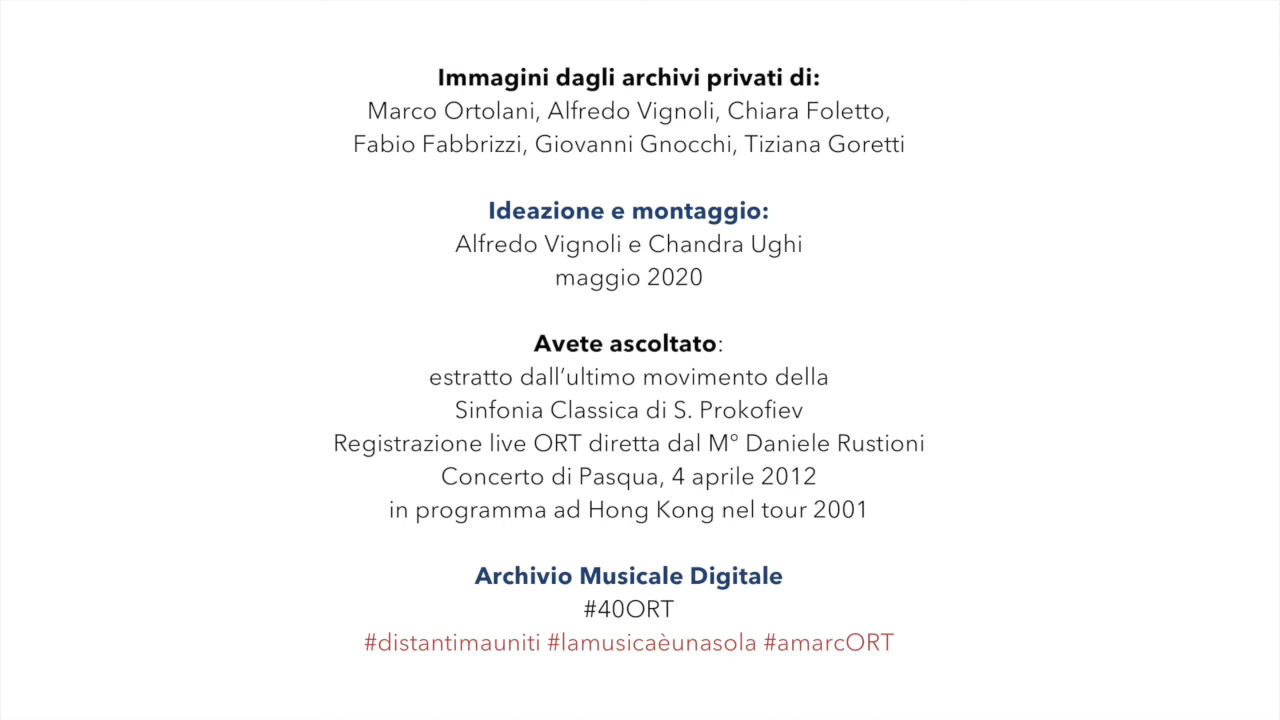 Immagini dagli archivi privati di:
Marco Ortolani, Alfredo Vignoli, Chiara Foletto,
Fabio Fabbrizzi, Giovanni Gnocchi, Tiziana Goretti
Ideazione e montaggio:
Alfredo Vignoli e Chandra Ughi
maggio 2020
Avete ascoltato:
estratto dall’ultimo movimento della
Sinfonia Classica di S. Prokofiev
Registrazione live ORT diretta dal M° Daniele Rustioni
Concerto di Pasqua, 4 aprile 2012
in programma ad Hong Kong nel tour 2001
Archivio Musicale Digitale
#40ORT
#distantimauniti #lamusicaèunasola #amarcORT